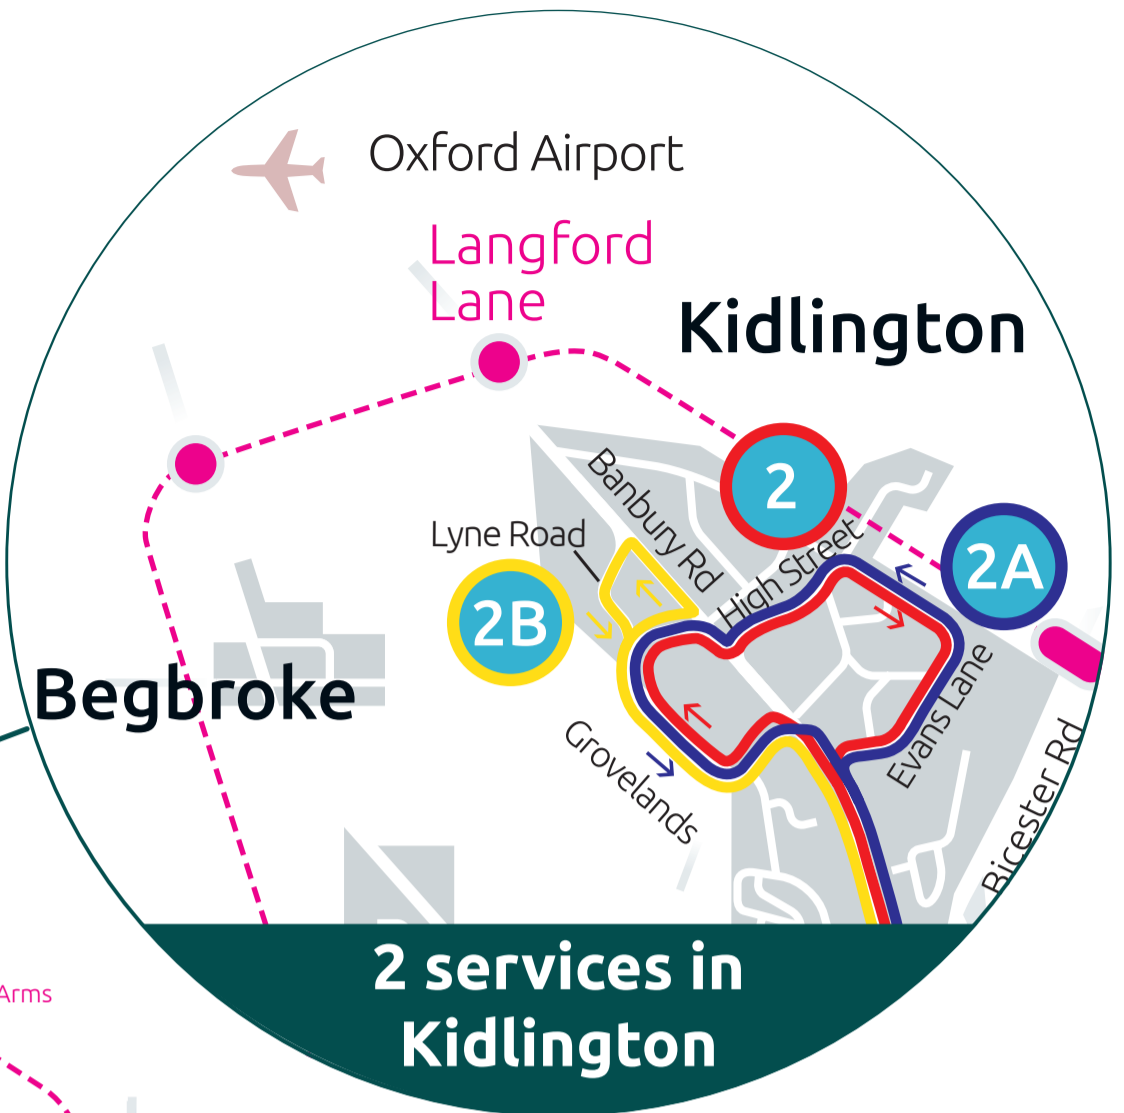 Oxford Airport
Langford
Lane
Kidlington
Banbury Rd
2
Lyne Road
High Street
2A
2B
Begbroke
Evans Lane
Grovelands
Bicester Rd
2 services in
Kidlington
Arms